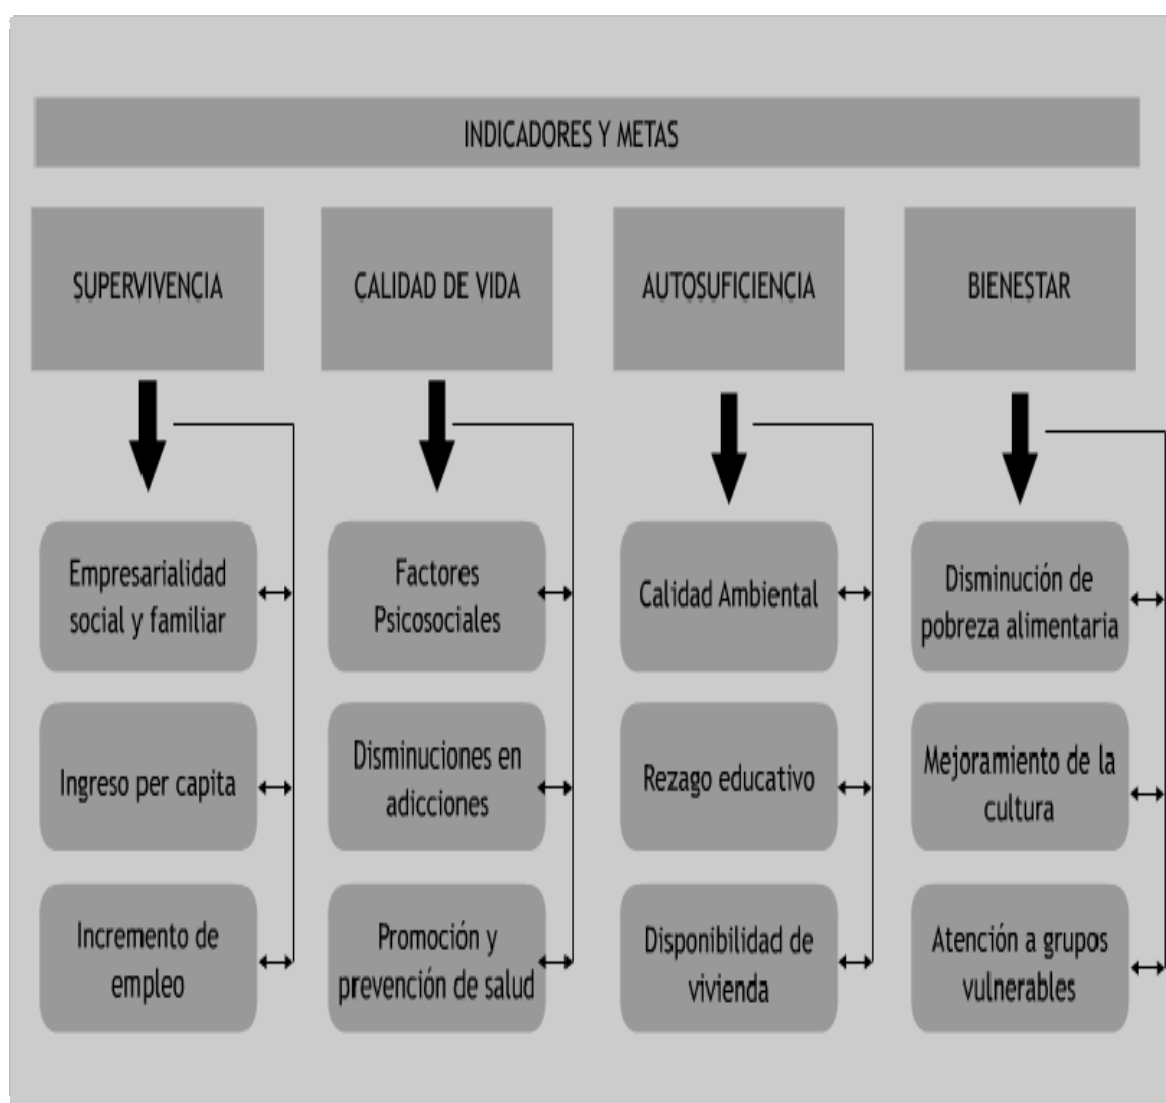 INDICADORES Y METAS
SUPERVIVENCIA
CALIDAD DE VIDA
AUTOSUFICIENCIA
BIENESTAR
Empresarialidad
social y familiar
Factores
Psicosociales
Calidad Ambiental
Disminución de
pobreza alimentaria
Ingreso per capita
Disminuciones en
adicciones
Rezago educativo
Mejoramiento de la
cultura
Incremento de
empleo
Promoción y
prevención de salud
Disponibilidad de
vivienda
Atención a grupos
vulnerables